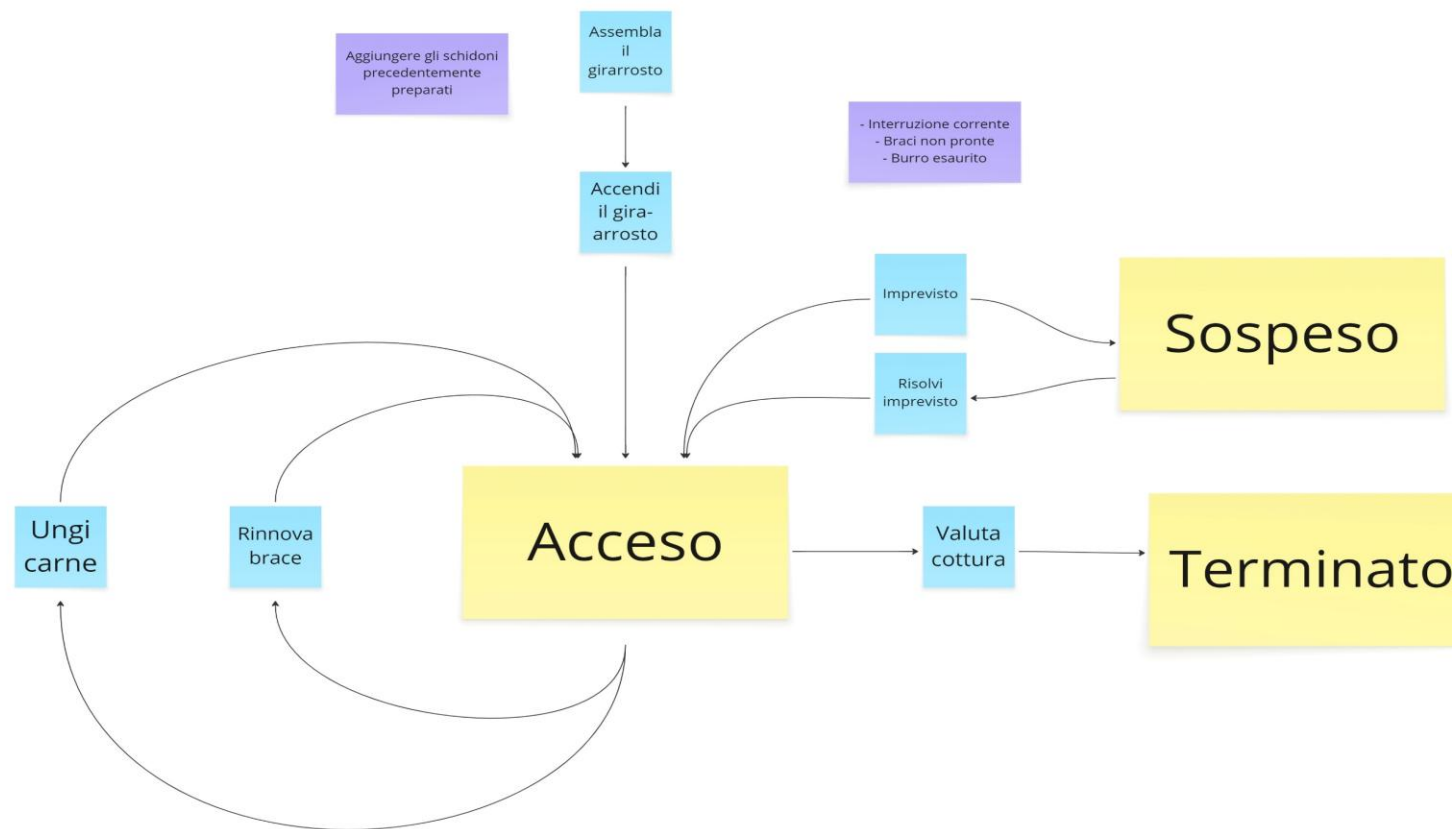 Assembla
il
girarrosto
Aggiungere gli schidoni
precedentemente
preparati
- Interruzione corrente
- Braci non pronte
- Burro esaurito
Accendi
il gira-
arrosto
Imprevisto
Sospeso
Risolvi
imprevisto
Ungi
carne
Rinnova
brace
Acceso
Valuta
cottura
Terminato